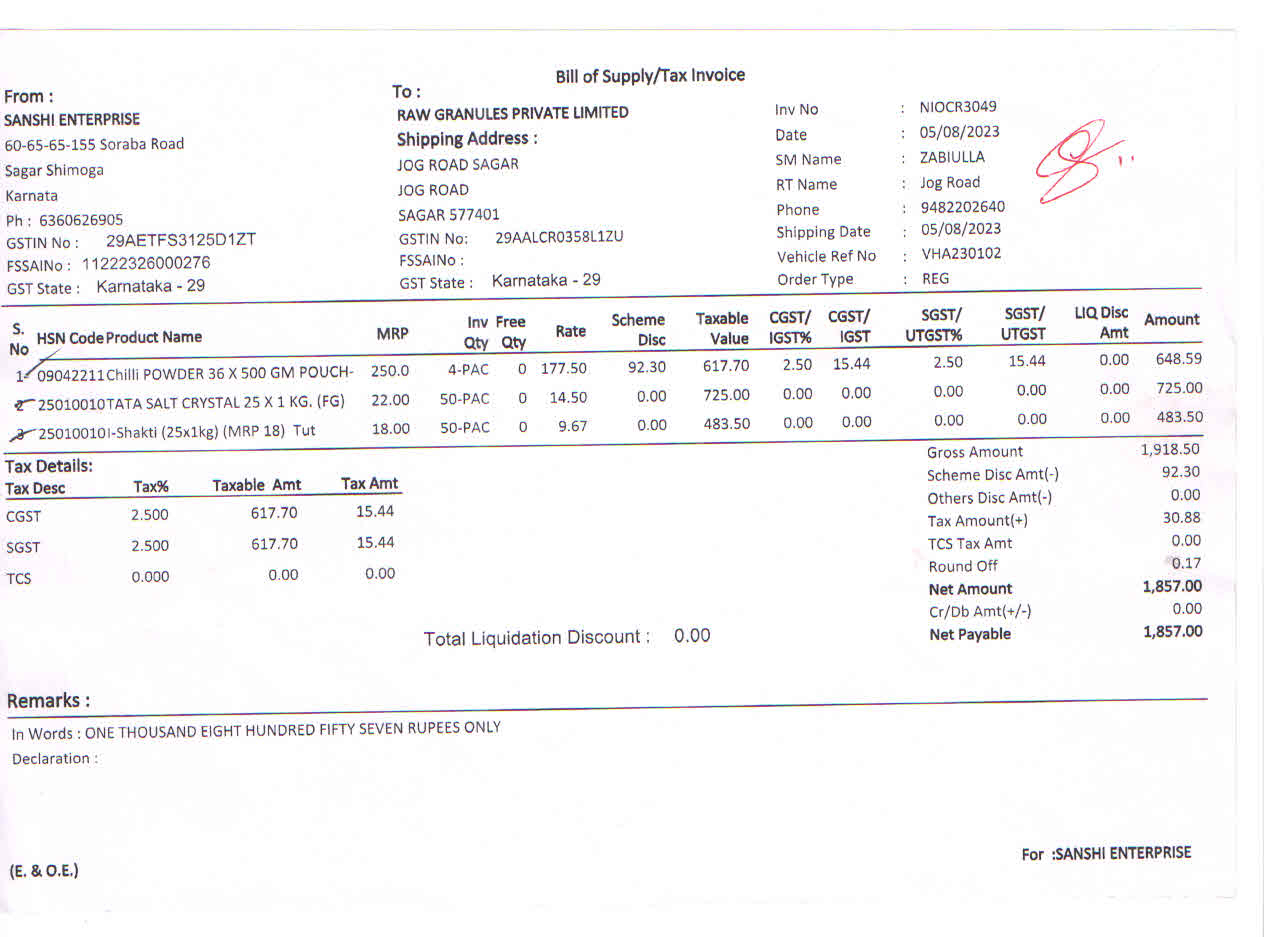 Bill of Supply/Tax Invoice
From :
SANSHI ENTERPRISE
60-65-65-155 Soraba Road
Sagar Shimoga
Karnata
Ph : 6360626905
GSTIN No : 29AETFS3125D1ZT
FSSAINo : 11222326000276
GST State : Karnataka - 29
To :
RAW GRANULES PRIVATE LIMITED
Shipping Address :
JOG ROAD SAGAR
JOG ROAD
SAGAR 577401
GSTIN No: 29AALCR0358L1ZU
FSSAINo :
GST State : Karnataka - 29
Inv No : NIOCR3049
Date : 05/08/2023
SM Name : ZABIULLA
RT Name : Jog Road
Phone : 9482202640
Shipping Date : 05/08/2023
Vehicle Ref No : VHA230102
Order Type : REG
S. No HSN Code Product Name MRP Inv Qty Free Qty Rate Scheme Disc Taxable Value CGST/ IGST% CGST/ IGST SGST/ UTGST% SGST/ UTGST LIQ Disc Amt Amount
1 09042211 Chilli POWDER 36 X 500 GM POUCH- 250.0 4-PAC 0 177.50 92.30 617.70 2.50 15.44 2.50 15.44 0.00 648.59
2 25010010 TATA SALT CRYSTAL 25 X 1 KG. (FG) 22.00 50-PAC 0 14.50 0.00 725.00 0.00 0.00 0.00 0.00 0.00 725.00
3 25010010 I-Shakti (25x1kg) (MRP 18) Tut 18.00 50-PAC 0 9.67 0.00 483.50 0.00 0.00 0.00 0.00 0.00 483.50
Tax Details:
Tax Desc Tax% Taxable Amt Tax Amt
CGST 2.500 617.70 15.44
SGST 2.500 617.70 15.44
TCS 0.000 0.00 0.00
Gross Amount 1,918.50
Scheme Disc Amt(-) 92.30
Others Disc Amt(-) 0.00
Tax Amount(+) 30.88
TCS Tax Amt 0.00
Round Off 0.17
Net Amount 1,857.00
Cr/Db Amt(+/-) 0.00
Net Payable 1,857.00
Total Liquidation Discount : 0.00
Remarks :
In Words : ONE THOUSAND EIGHT HUNDRED FIFTY SEVEN RUPEES ONLY
Declaration :
For :SANSHI ENTERPRISE
(E. & O.E.)